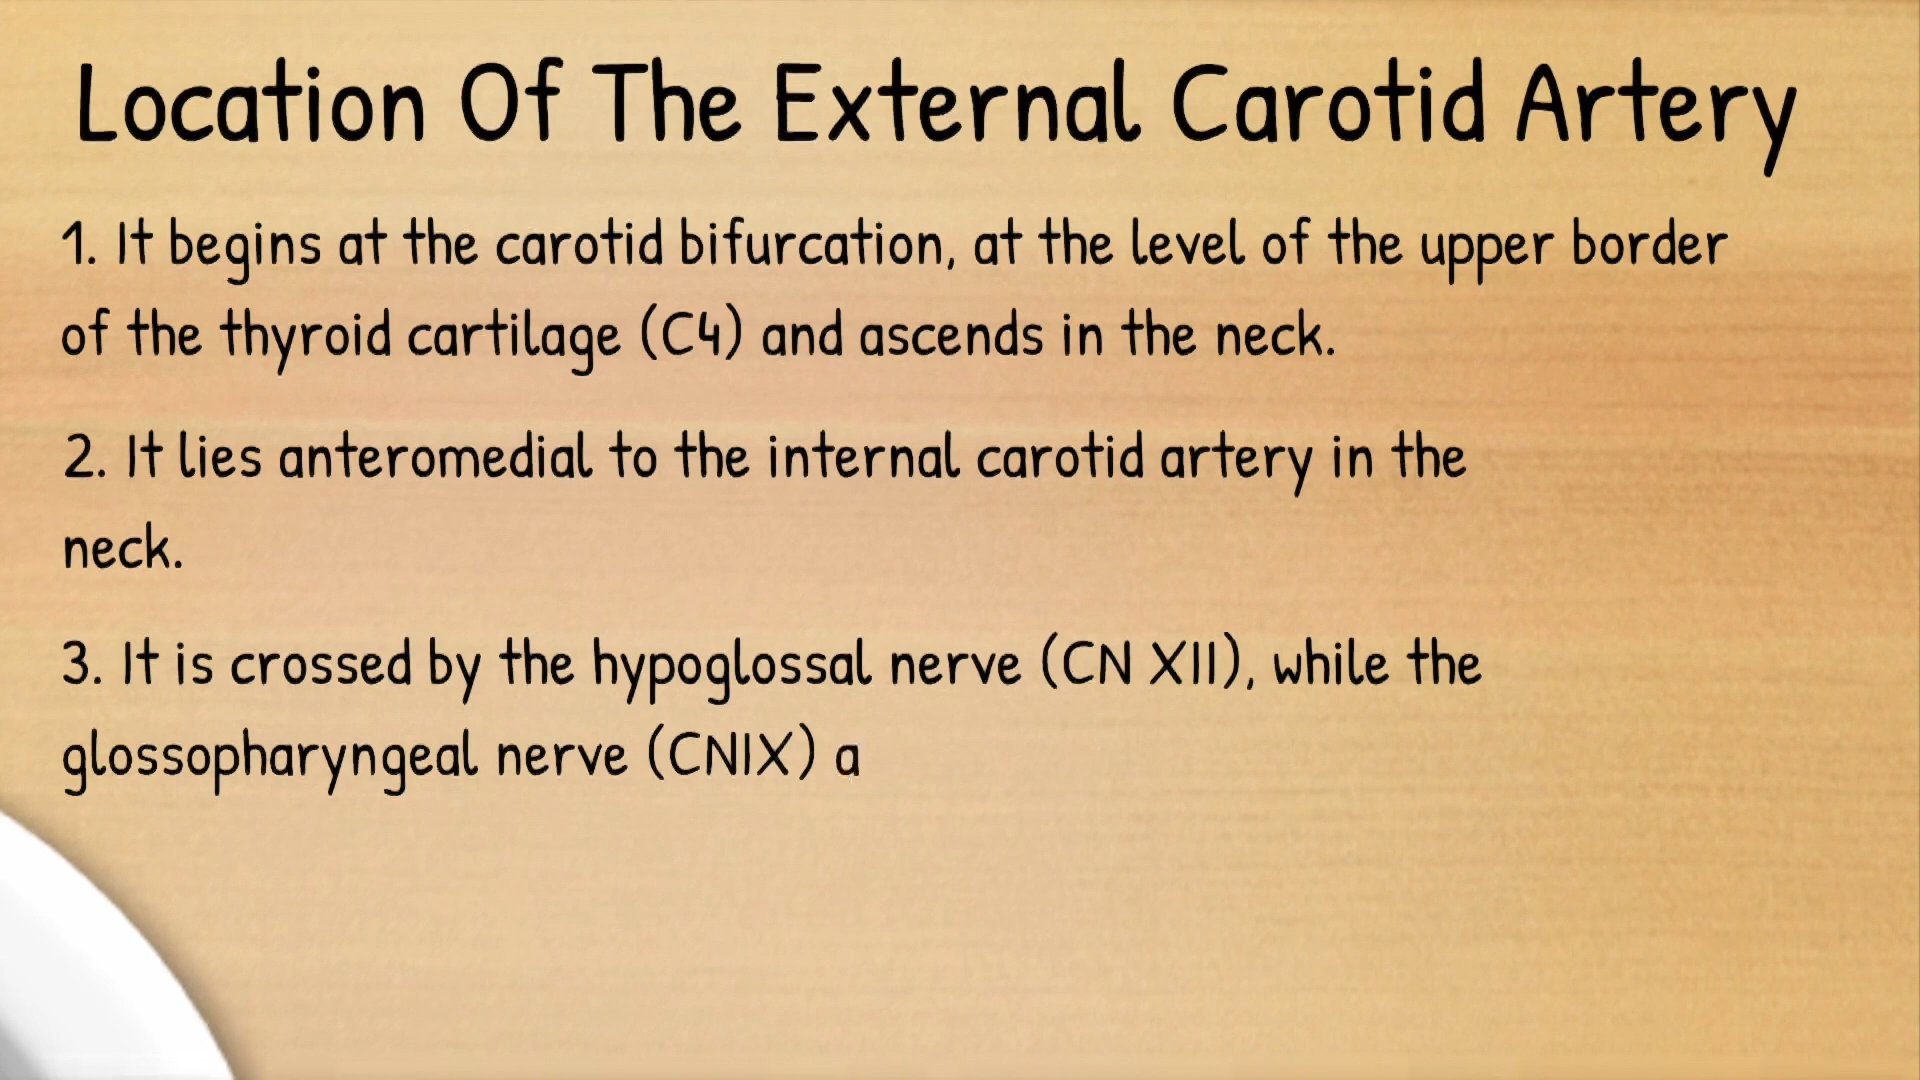 Location Of The External Carotid Artery
1. It begins at the carotid bifurcation, at the level of the upper border
of the thyroid cartilage (C4) and ascends in the neck.
2. It lies anteromedial to the internal carotid artery in the
neck.
3. It is crossed by the hypoglossal nerve (CN XII), while the
glossopharyngeal nerve (CNIX) a